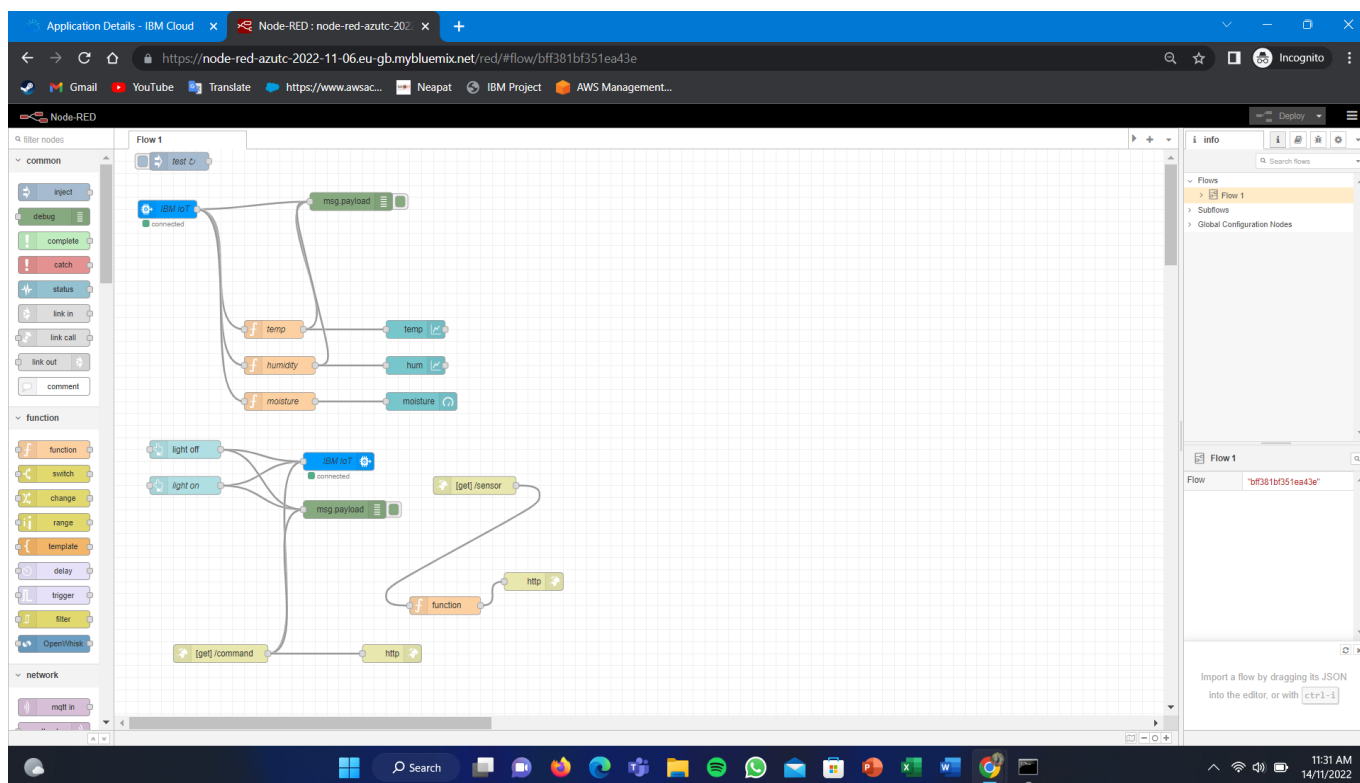 Application Details - IBM Cloud
Node-RED : node-red-azutc-202
https://node-red-azutc-2022-11-06.eu-gb.mybluemix.net/red/#flow/bff381bf351ea43e
Incognito
Gmail
YouTube
Translate
https://www.awsac...
Neapat
IBM Project
AWS Management...
Node-RED
Deploy
filter nodes
Flow 1
info
Search flows
common
inject
debug
complete
catch
status
link in
link call
link out
comment
function
function
switch
change
range
template
delay
trigger
filter
OpenWhisk
network
mqtt in
test ↻
IBM IoT
connected
msg.payload
temp
temp
humidity
hum
moisture
moisture
light off
light on
IBM IoT
connected
msg.payload
[get] /sensor
http
function
[get] /command
http
Flows
Flow 1
Subflows
Global Configuration Nodes
Flow 1
Flow "bff381bf351ea43e"
Import a flow by dragging its JSON
into the editor, or with ctrl-i
Search
11:31 AM
14/11/2022